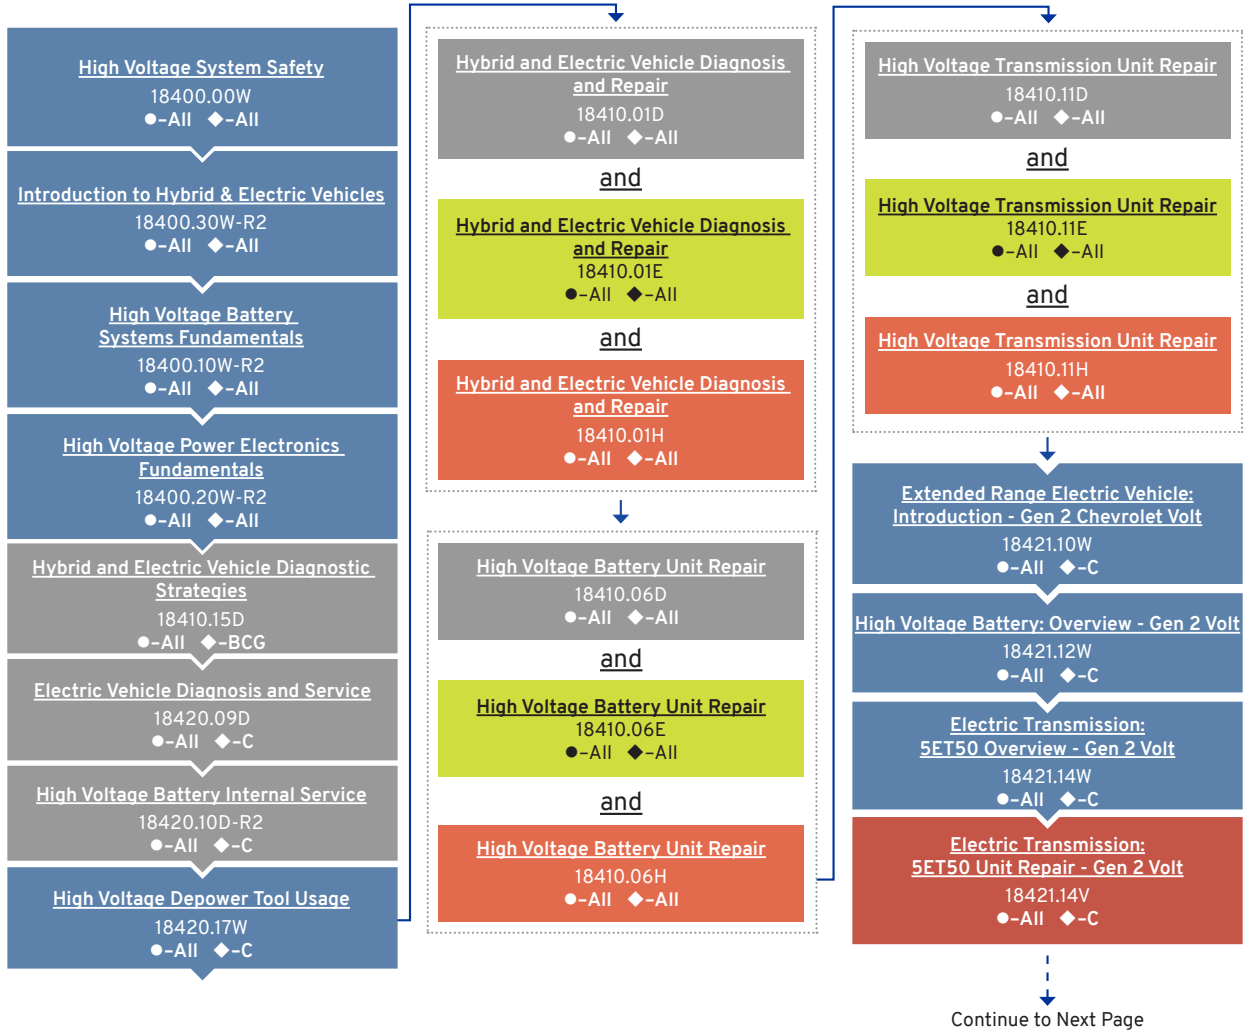 High Voltage System Safety
18400.00W
●–All ◆–All
Introduction to Hybrid & Electric Vehicles
18400.30W-R2
●–All ◆–All
High Voltage Battery
Systems Fundamentals
18400.10W-R2
●–All ◆–All
High Voltage Power Electronics
Fundamentals
18400.20W-R2
●–All ◆–All
Hybrid and Electric Vehicle Diagnostic
Strategies
18410.15D
●–All ◆–BCG
Electric Vehicle Diagnosis and Service
18420.09D
●–All ◆–C
High Voltage Battery Internal Service
18420.10D-R2
●–All ◆–C
High Voltage Depower Tool Usage
18420.17W
●–All ◆–C
Hybrid and Electric Vehicle Diagnosis
and Repair
18410.01D
●–All ◆–All
and
Hybrid and Electric Vehicle Diagnosis
and Repair
18410.01E
●–All ◆–All
and
Hybrid and Electric Vehicle Diagnosis
and Repair
18410.01H
●–All ◆–All
High Voltage Battery Unit Repair
18410.06D
●–All ◆–All
and
High Voltage Battery Unit Repair
18410.06E
●–All ◆–All
and
High Voltage Battery Unit Repair
18410.06H
●–All ◆–All
High Voltage Transmission Unit Repair
18410.11D
●–All ◆–All
and
High Voltage Transmission Unit Repair
18410.11E
●–All ◆–All
and
High Voltage Transmission Unit Repair
18410.11H
●–All ◆–All
Extended Range Electric Vehicle:
Introduction - Gen 2 Chevrolet Volt
18421.10W
●–All ◆–C
High Voltage Battery: Overview - Gen 2 Volt
18421.12W
●–All ◆–C
Electric Transmission:
5ET50 Overview - Gen 2 Volt
18421.14W
●–All ◆–C
Electric Transmission:
5ET50 Unit Repair - Gen 2 Volt
18421.14V
●–All ◆–C
Continue to Next Page